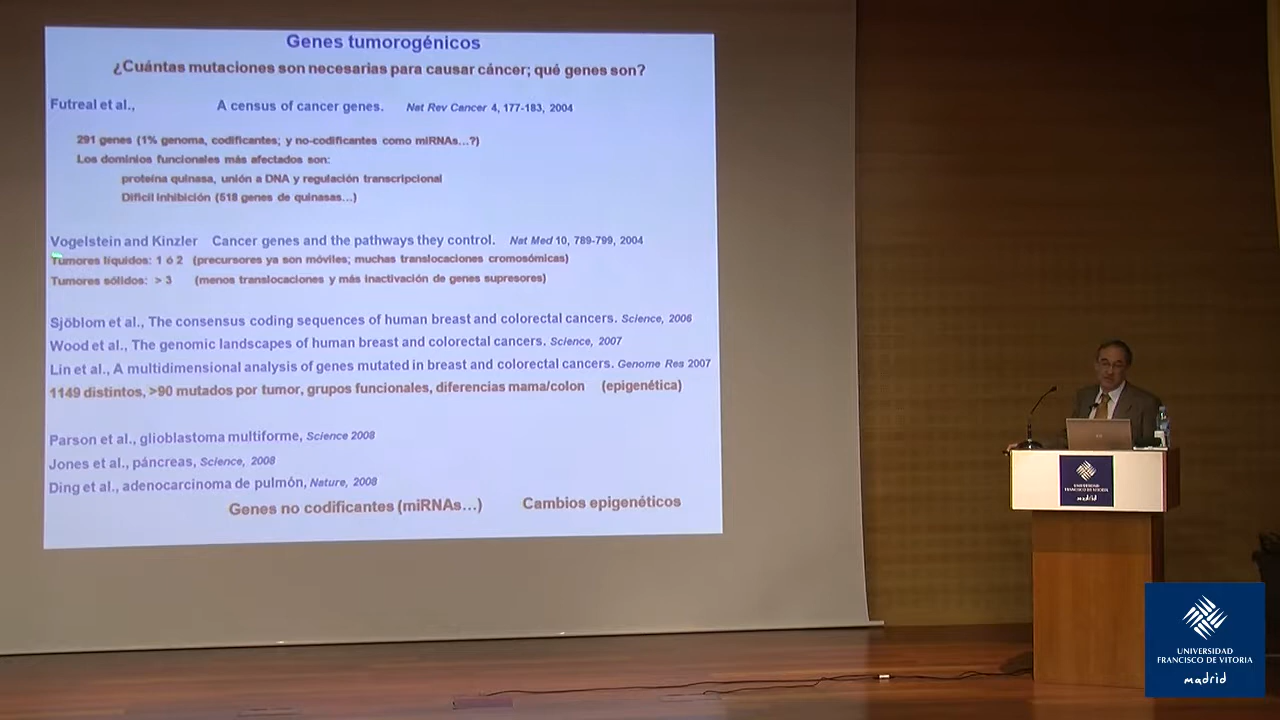 Genes tumorogénicos
¿Cuántas mutaciones son necesarias para causar cáncer; qué genes son?
Futreal et al., A census of cancer genes. Nat Rev Cancer 4, 177-183, 2004
291 genes (1% genoma, codificantes; y no-codificantes como miRNAs...?)
Los dominios funcionales más afectados son:
proteína quinasa, unión a DNA y regulación transcripcional
Difícil inhibición (518 genes de quinasas...)
Vogelstein and Kinzler Cancer genes and the pathways they control. Nat Med 10, 789-799, 2004
Tumores líquidos: 1 ó 2 (precursores ya son móviles; muchas translocaciones cromosómicas)
Tumores sólidos: > 3 (menos translocaciones y más inactivación de genes supresores)
Sjöblom et al., The consensus coding sequences of human breast and colorectal cancers. Science, 2006
Wood et al., The genomic landscapes of human breast and colorectal cancers. Science, 2007
Lin et al., A multidimensional analysis of genes mutated in breast and colorectal cancers. Genome Res 2007
1149 distintos, >90 mutados por tumor, grupos funcionales, diferencias mama/colon (epigenética)
Parson et al., glioblastoma multiforme, Science 2008
Jones et al., páncreas, Science, 2008
Ding et al., adenocarcinoma de pulmón, Nature, 2008
Genes no codificantes (miRNAs...) Cambios epigenéticos
UNIVERSIDAD
FRANCISCO DE VITORIA
madrid
UNIVERSIDAD
FRANCISCO DE VITORIA
madrid